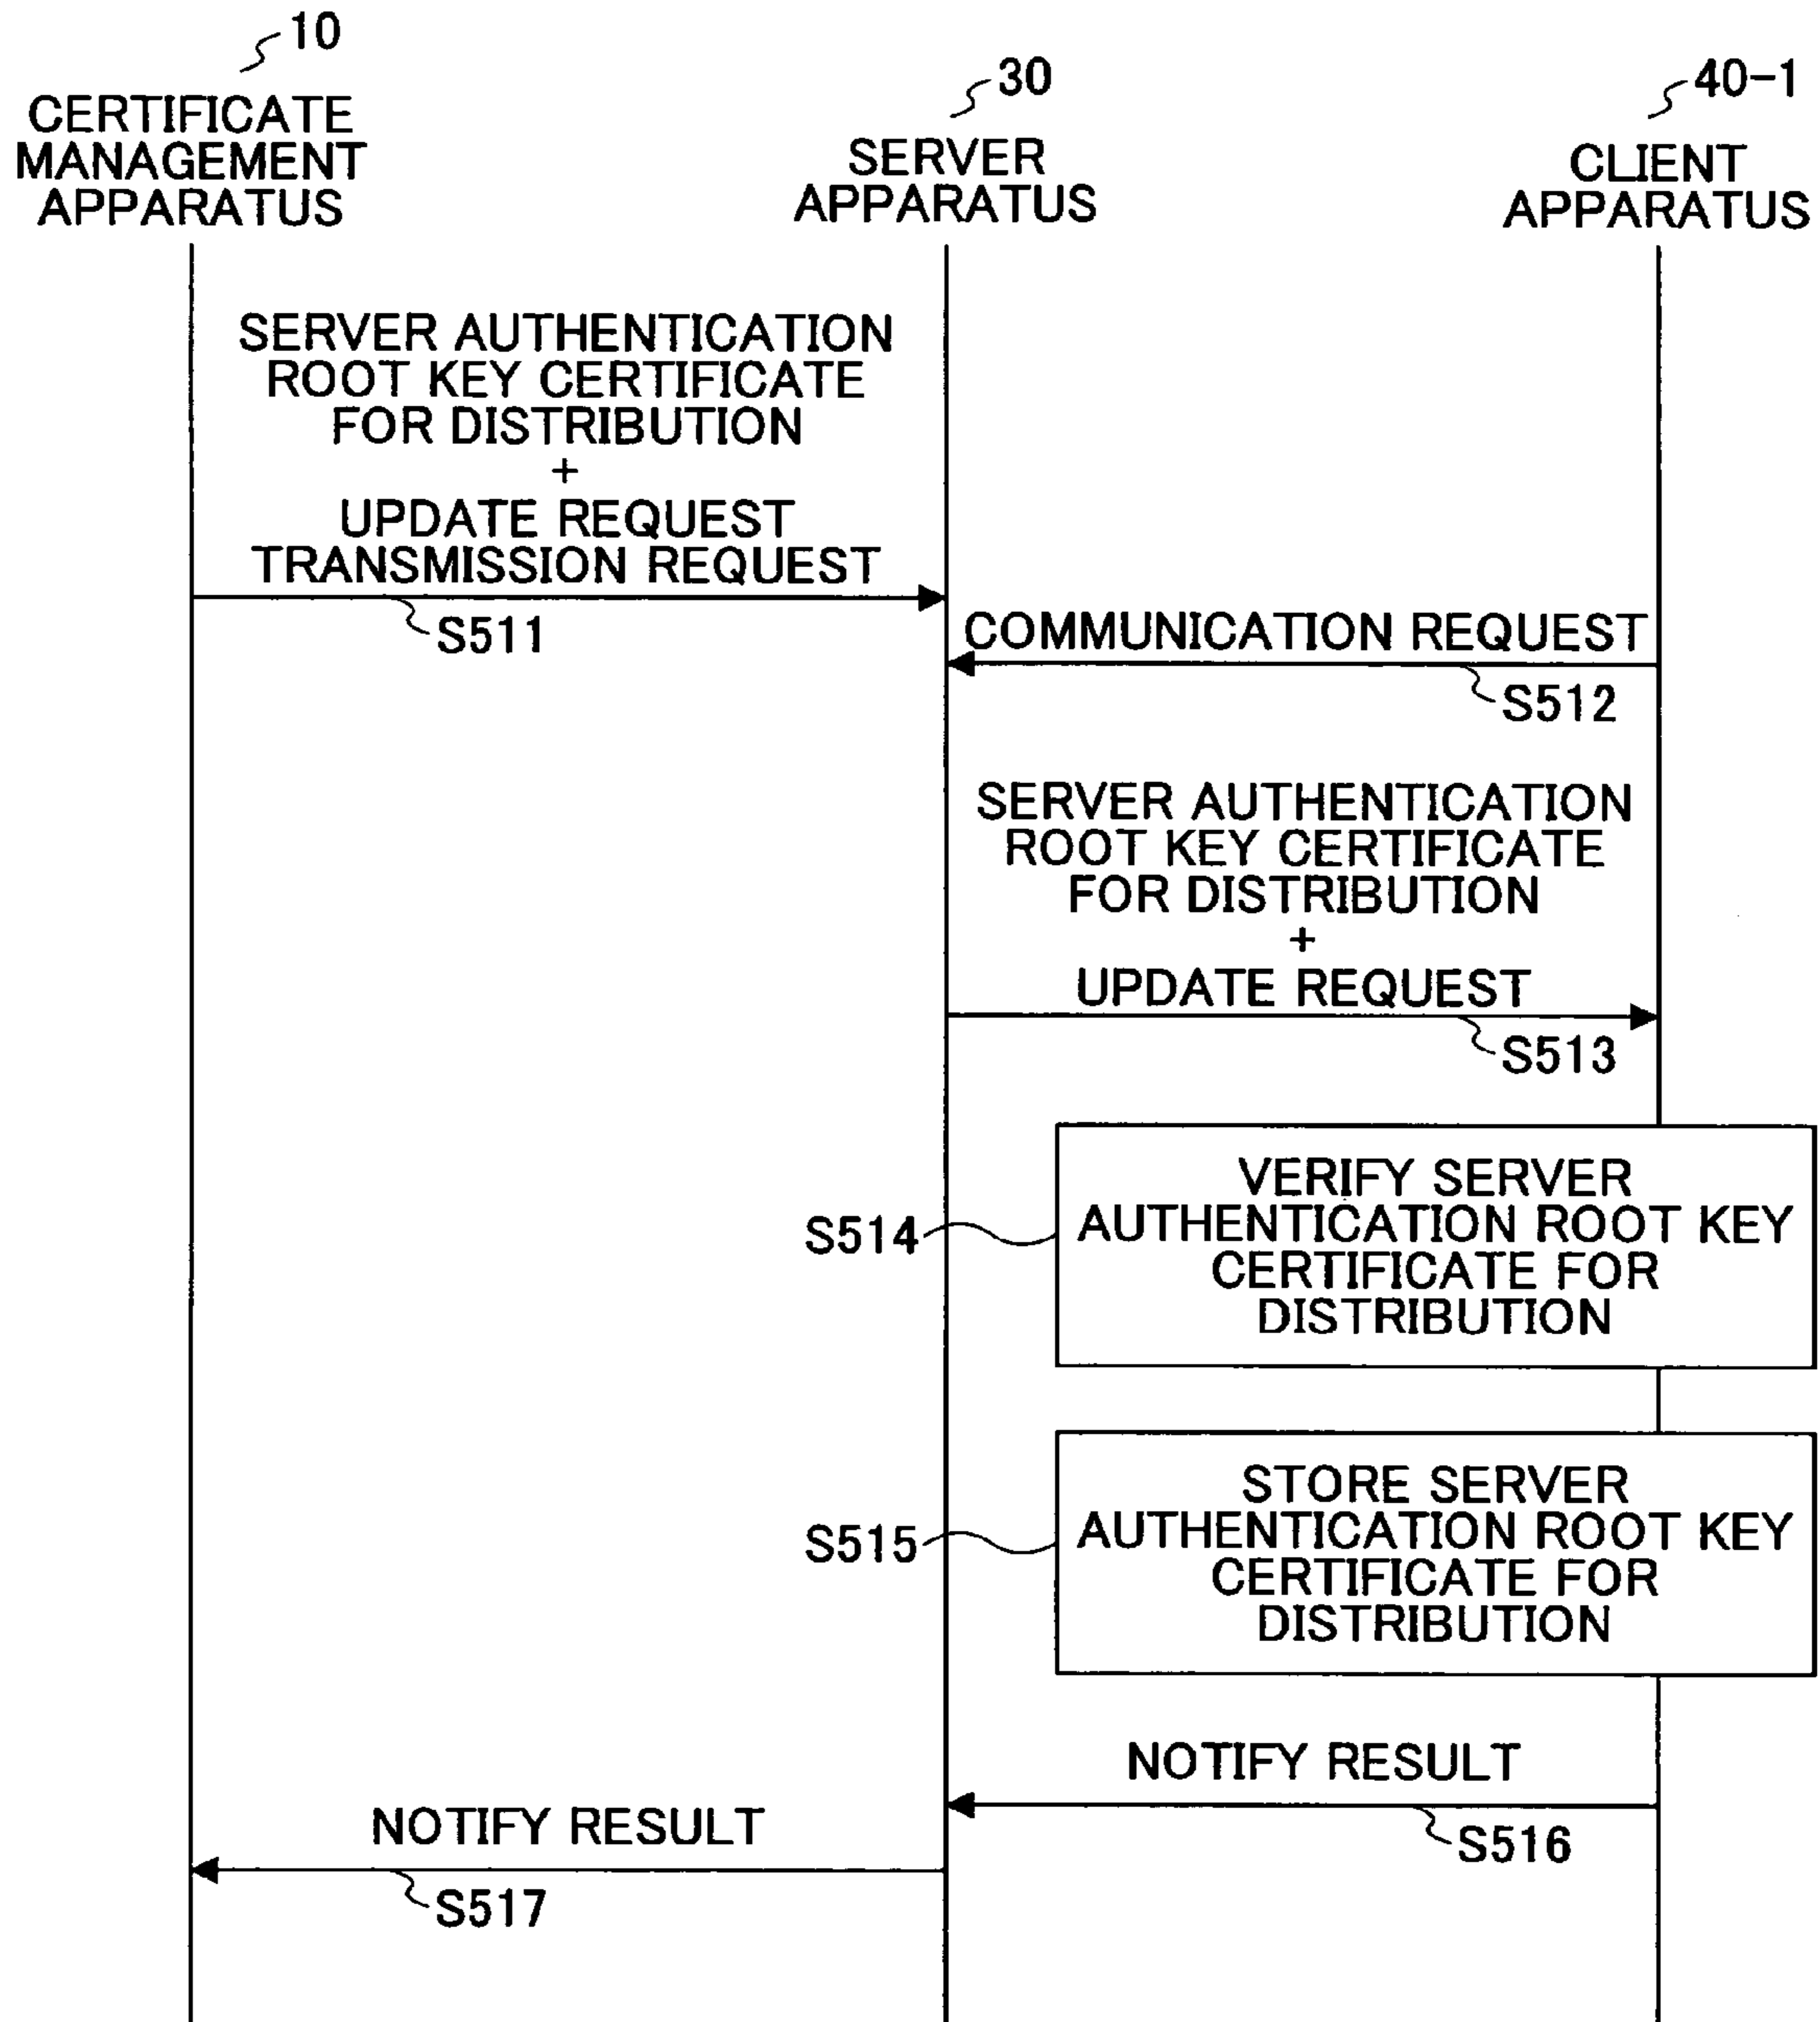 10
CERTIFICATE
MANAGEMENT
APPARATUS
30
SERVER
APPARATUS
40-1
CLIENT
APPARATUS
SERVER AUTHENTICATION
ROOT KEY CERTIFICATE
FOR DISTRIBUTION
+
UPDATE REQUEST
TRANSMISSION REQUEST
S511
COMMUNICATION REQUEST
S512
SERVER AUTHENTICATION
ROOT KEY CERTIFICATE
FOR DISTRIBUTION
+
UPDATE REQUEST
S513
S514
VERIFY SERVER
AUTHENTICATION ROOT KEY
CERTIFICATE FOR
DISTRIBUTION
S515
STORE SERVER
AUTHENTICATION ROOT KEY
CERTIFICATE FOR
DISTRIBUTION
NOTIFY RESULT
S516
NOTIFY RESULT
S517